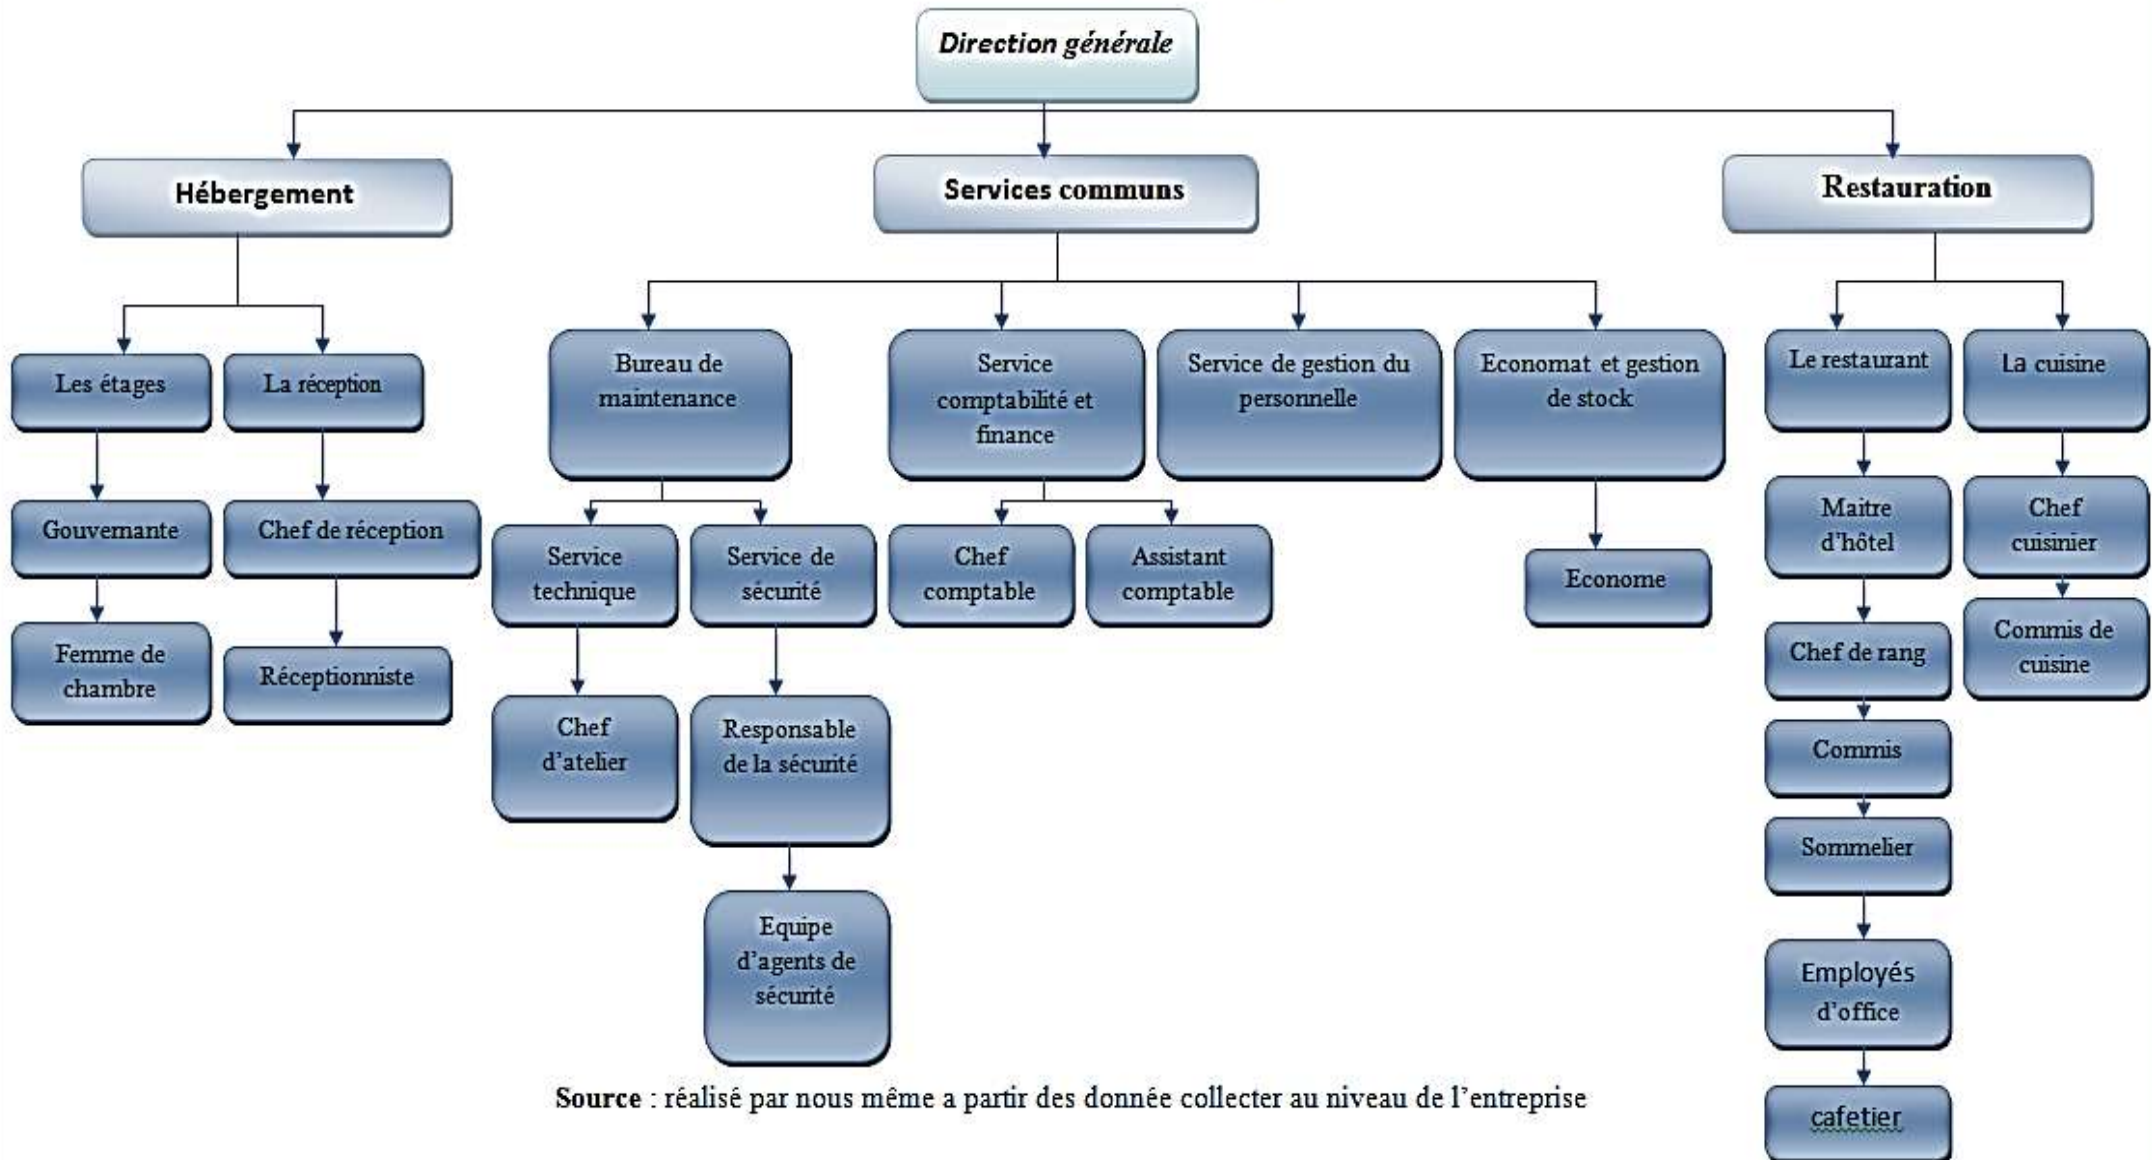 Direction générale
Hébergement
Services communs
Restauration
Les étages
La réception
Bureau de
maintenance
Service
comptabilité et
finance
Service de gestion du
personnelle
Economat et gestion
de stock
Le restaurant
La cuisine
Gouvernante
Chef de réception
Service
technique
Service de
sécurité
Chef
comptable
Assistant
comptable
Econome
Maitre
d’hôtel
Chef
cuisinier
Femme de
chambre
Réceptionniste
Chef
d’atelier
Responsable
de la sécurité
Chef de rang
Commis de
cuisine
Commis
Sommelier
Equipe
d’agents de
sécurité
Employés
d’office
cafetier
Source : réalisé par nous même a partir des donnée collecter au niveau de l’entreprise